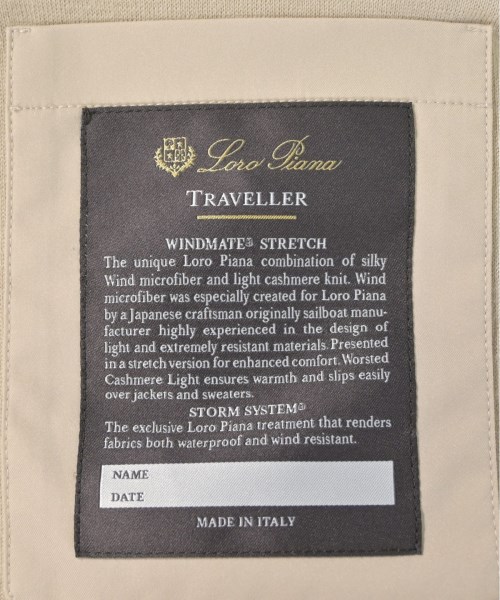 Loro Piana
TRAVELLER
WINDMATE® STRETCH
The unique Loro Piana combination of silky
Wind microfiber and light cashmere knit. Wind
microfiber was especially created for Loro Piana
by a Japanese craftsman originally sailboat manu-
facturer highly experienced in the design of
light and extremely resistant materials. Presented
in a stretch version for enhanced comfort. Worsted
Cashmere Light ensures warmth and slips easily
over jackets and sweaters.
STORM SYSTEM®
The exclusive Loro Piana treatment that renders
fabrics both waterproof and wind resistant.
NAME
DATE
MADE IN ITALY